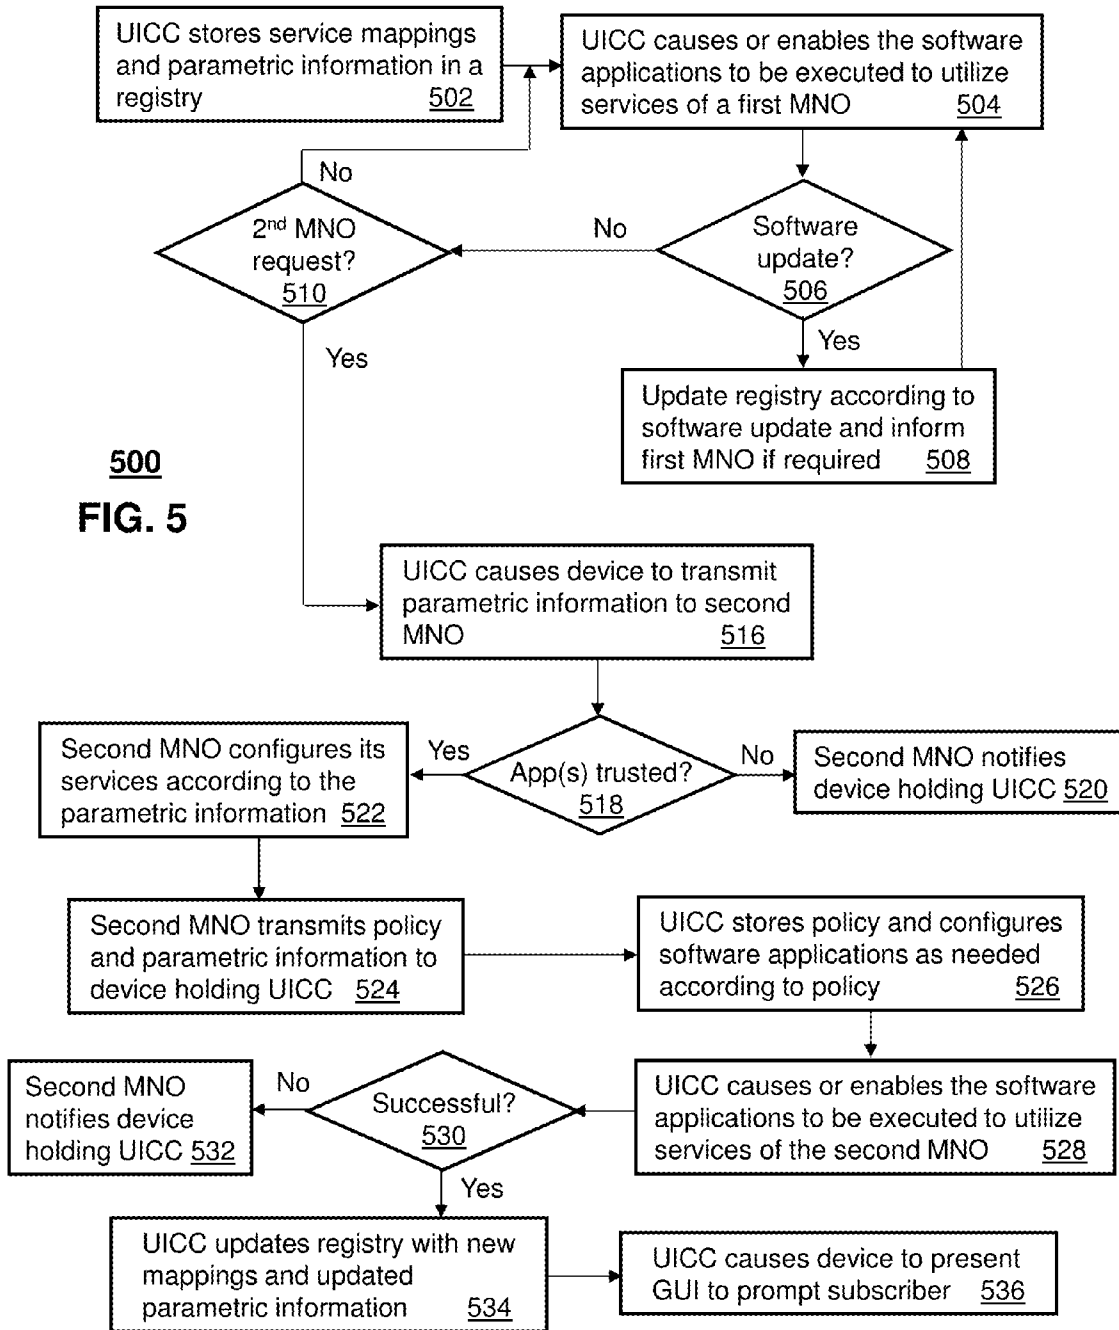 UICC stores service mappings
and parametric information in a
registry 502
UICC causes or enables the software
applications to be executed to utilize
services of a first MNO 504
No
2nd MNO
request?
510
No
Software
update?
506
Yes
Yes
Update registry according to
software update and inform
first MNO if required 508
500
FIG. 5
UICC causes device to transmit
parametric information to second
MNO 516
Second MNO configures its
services according to the
parametric information 522
Yes
App(s) trusted?
518
No
Second MNO notifies
device holding UICC 520
Second MNO transmits policy
and parametric information to
device holding UICC 524
UICC stores policy and configures
software applications as needed
according to policy 526
Second MNO
notifies device
holding UICC 532
No
Successful?
530
Yes
UICC causes or enables the software
applications to be executed to utilize
services of the second MNO 528
UICC updates registry with new
mappings and updated
parametric information 534
UICC causes device to present
GUI to prompt subscriber 536